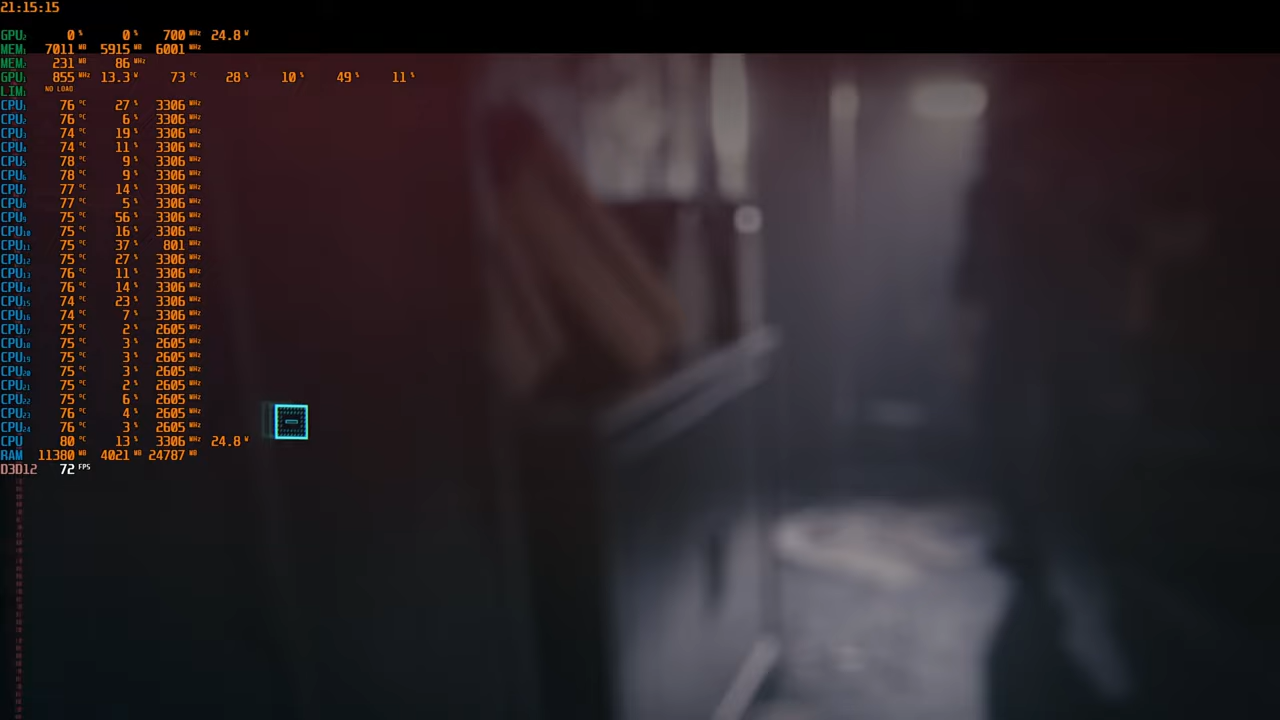 21:15:15
GPU₂ 0 % 0 % 700 MHz 24.8 W
MEM₁ 7011 MB 5915 MB 6001 MHz
MEM₂ 231 MB 86 MHz
GPU₁ 855 MHz 13.3 W 73 °C 28 % 10 % 49 % 11 %
LIM₁ NO LOAD
CPU₁ 76 °C 27 % 3306 MHz
CPU₂ 76 °C 6 % 3306 MHz
CPU₃ 74 °C 19 % 3306 MHz
CPU₄ 74 °C 11 % 3306 MHz
CPU₅ 78 °C 9 % 3306 MHz
CPU₆ 78 °C 9 % 3306 MHz
CPU₇ 77 °C 14 % 3306 MHz
CPU₈ 77 °C 5 % 3306 MHz
CPU₉ 75 °C 56 % 3306 MHz
CPU₁₀ 75 °C 16 % 3306 MHz
CPU₁₁ 75 °C 37 % 801 MHz
CPU₁₂ 75 °C 27 % 3306 MHz
CPU₁₃ 76 °C 11 % 3306 MHz
CPU₁₄ 76 °C 14 % 3306 MHz
CPU₁₅ 74 °C 23 % 3306 MHz
CPU₁₆ 74 °C 7 % 3306 MHz
CPU₁₇ 75 °C 2 % 2605 MHz
CPU₁₈ 75 °C 3 % 2605 MHz
CPU₁₉ 75 °C 3 % 2605 MHz
CPU₂₀ 75 °C 3 % 2605 MHz
CPU₂₁ 75 °C 2 % 2605 MHz
CPU₂₂ 75 °C 6 % 2605 MHz
CPU₂₃ 76 °C 4 % 2605 MHz
CPU₂₄ 76 °C 3 % 2605 MHz
CPU 80 °C 13 % 3306 MHz 24.8 W
RAM 11380 MB 4021 MB 24787 MB
D3D12 72 FPS